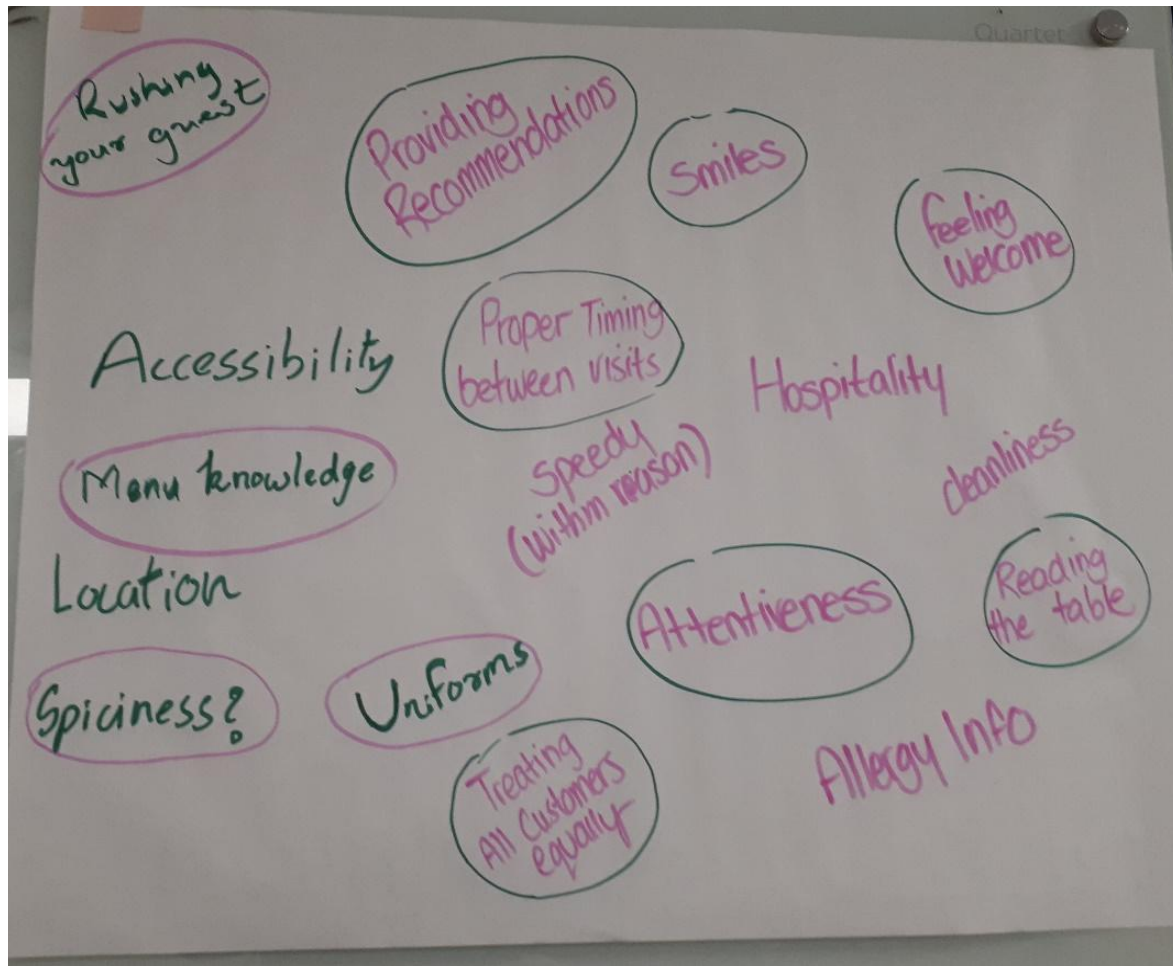 Quartet
Rushing
your guest
Providing
Recommendations
Smiles
feeling
Welcome
Accessibility
Proper Timing
between visits
Hospitality
Menu knowledge
speedy
(within reason)
cleanliness
Location
Attentiveness
Reading
the table
Spiciness?
Uniforms
Treating
All Customers
equally
Allergy Info